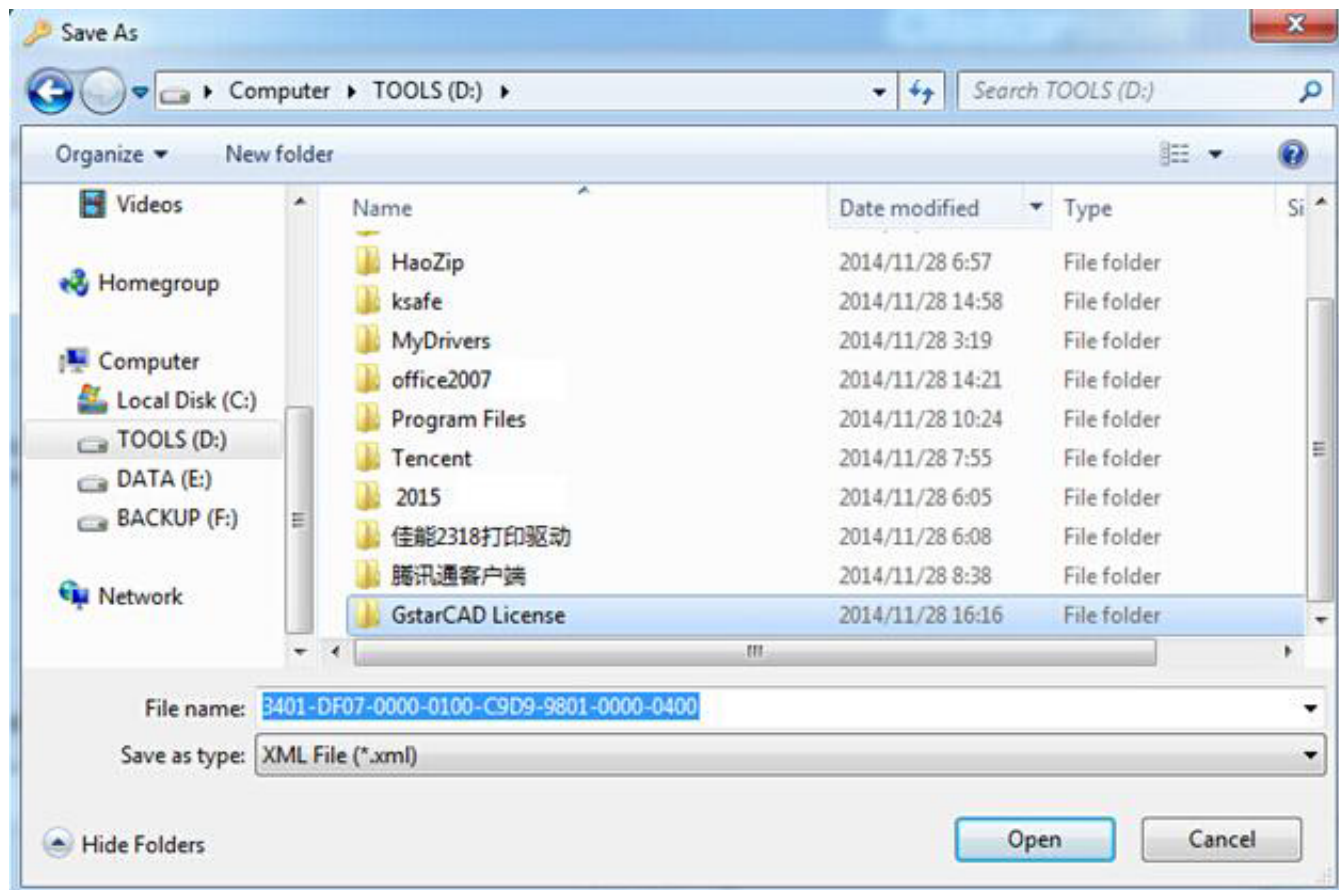 Save As
Computer TOOLS (D:) Search TOOLS (D:)
Organize New folder
Videos
Homegroup
Computer
Local Disk (C:)
TOOLS (D:)
DATA (E:)
BACKUP (F:)
Network
Name Date modified Type Si
HaoZip 2014/11/28 6:57 File folder
ksafe 2014/11/28 14:58 File folder
MyDrivers 2014/11/28 3:19 File folder
office2007 2014/11/28 14:21 File folder
Program Files 2014/11/28 10:24 File folder
Tencent 2014/11/28 7:55 File folder
2015 2014/11/28 6:05 File folder
佳能2318打印驱动 2014/11/28 6:08 File folder
腾讯通客户端 2014/11/28 8:38 File folder
GstarCAD License 2014/11/28 16:16 File folder
File name: 3401-DF07-0000-0100-C9D9-9801-0000-0400
Save as type: XML File (*.xml)
Hide Folders Open Cancel